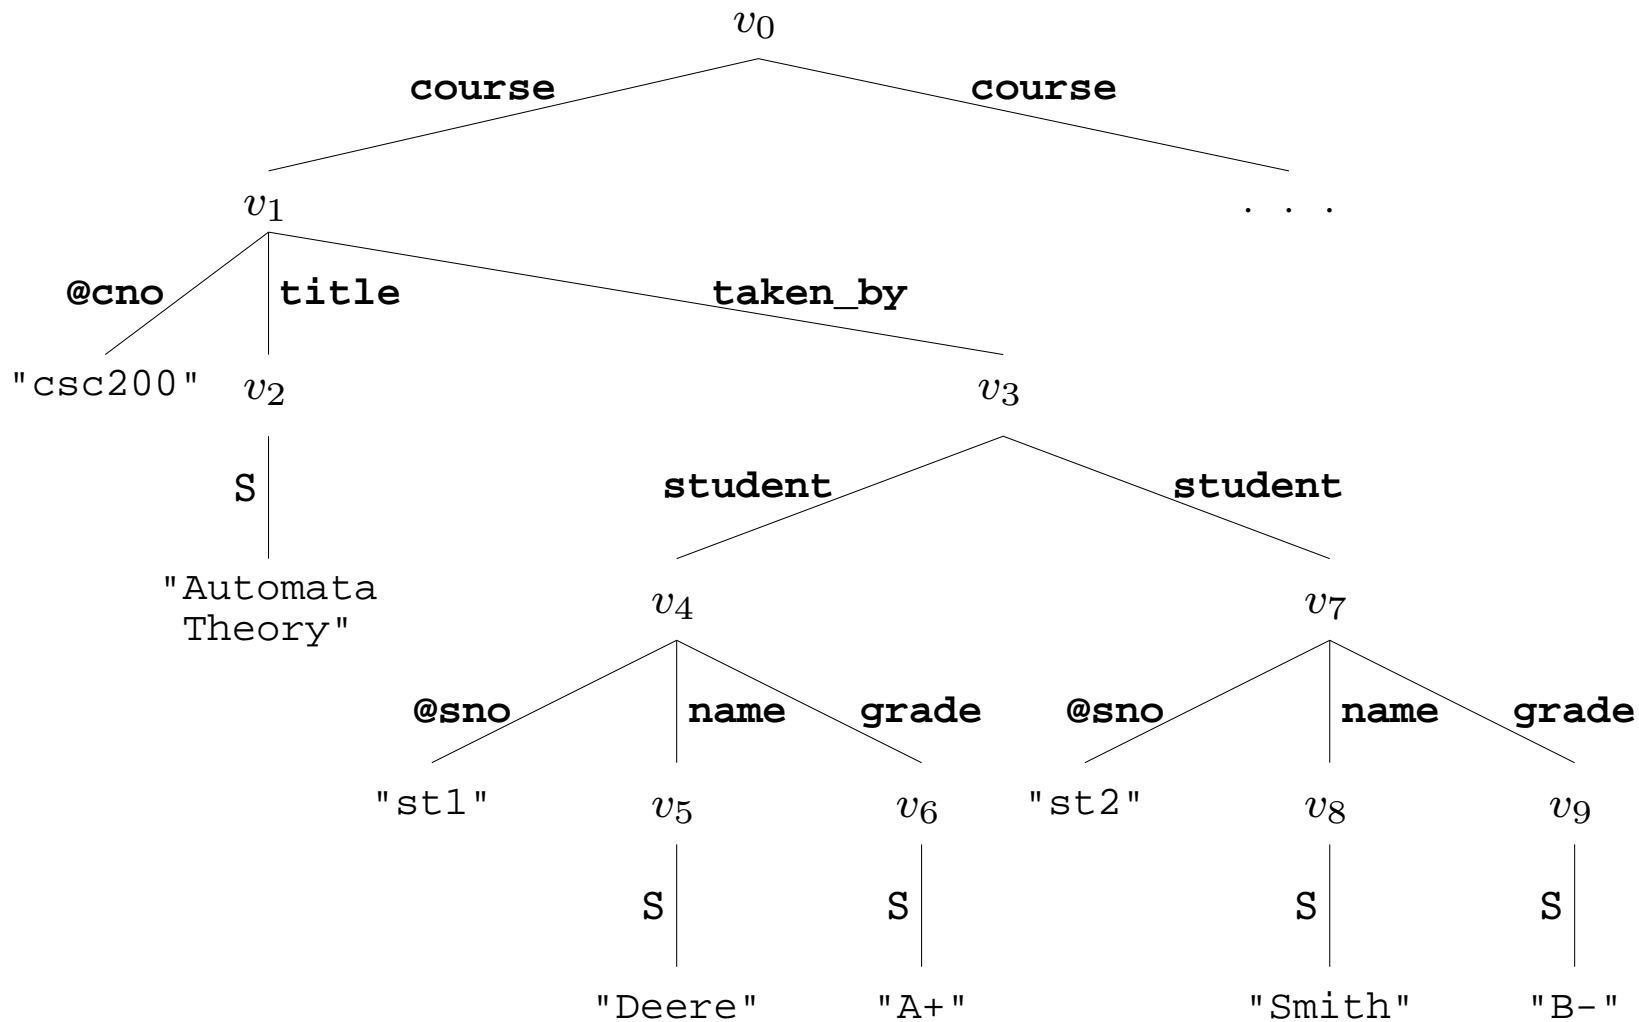 v0
course course
v1 . . .
@cno title taken_by
"csc200" v2 v3
S student student
"Automata
Theory"
v4 v7
@sno name grade @sno name grade
"st1" v5 v6 "st2" v8 v9
S S S S
"Deere" "A+" "Smith" "B-"